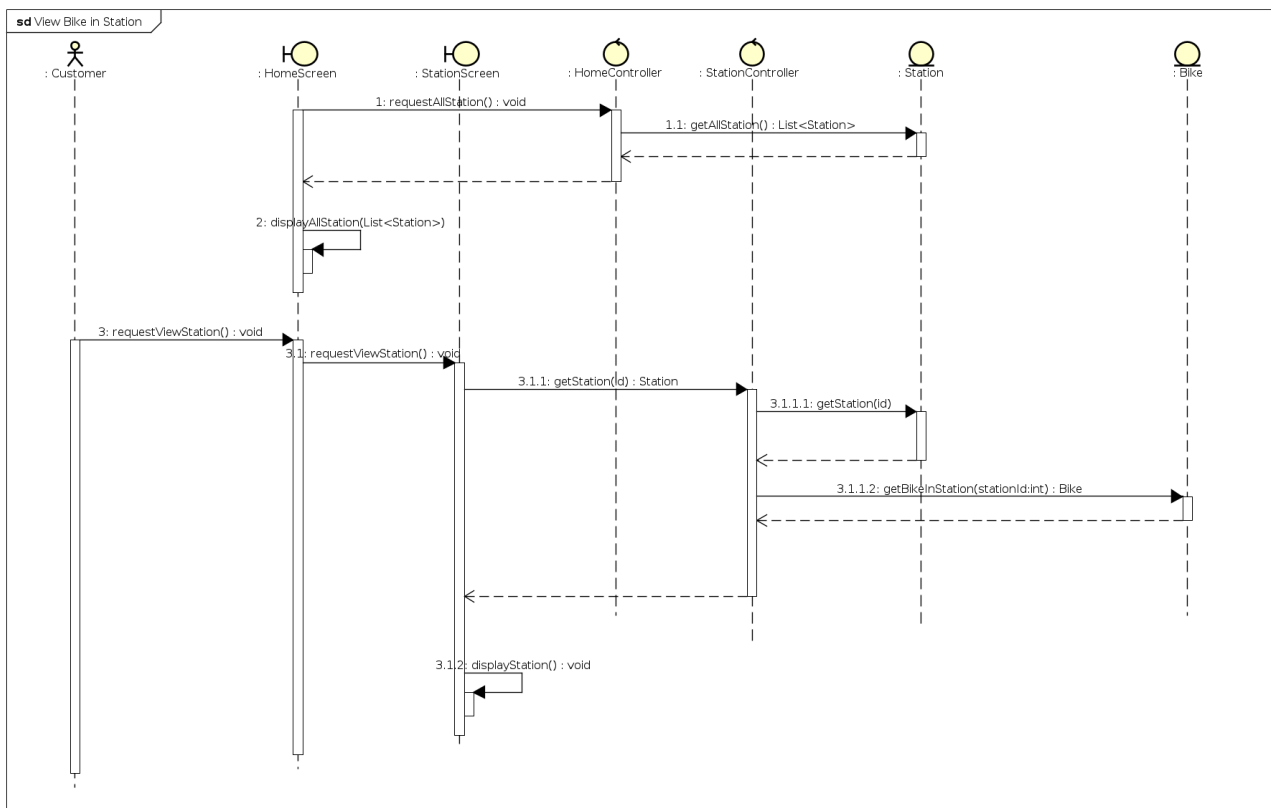 sd View Bike in Station
: Customer
: HomeScreen
: StationScreen
: HomeController
: StationController
: Station
: Bike
1: requestAllStation() : void
1.1: getAllStation() : List<Station>
2: displayAllStation(List<Station>)
3: requestViewStation() : void
3.1: requestViewStation() : void
3.1.1: getStation(id) : Station
3.1.1.1: getStation(id)
3.1.1.2: getBikeInStation(stationId:int) : Bike
3.1.2: displayStation() : void